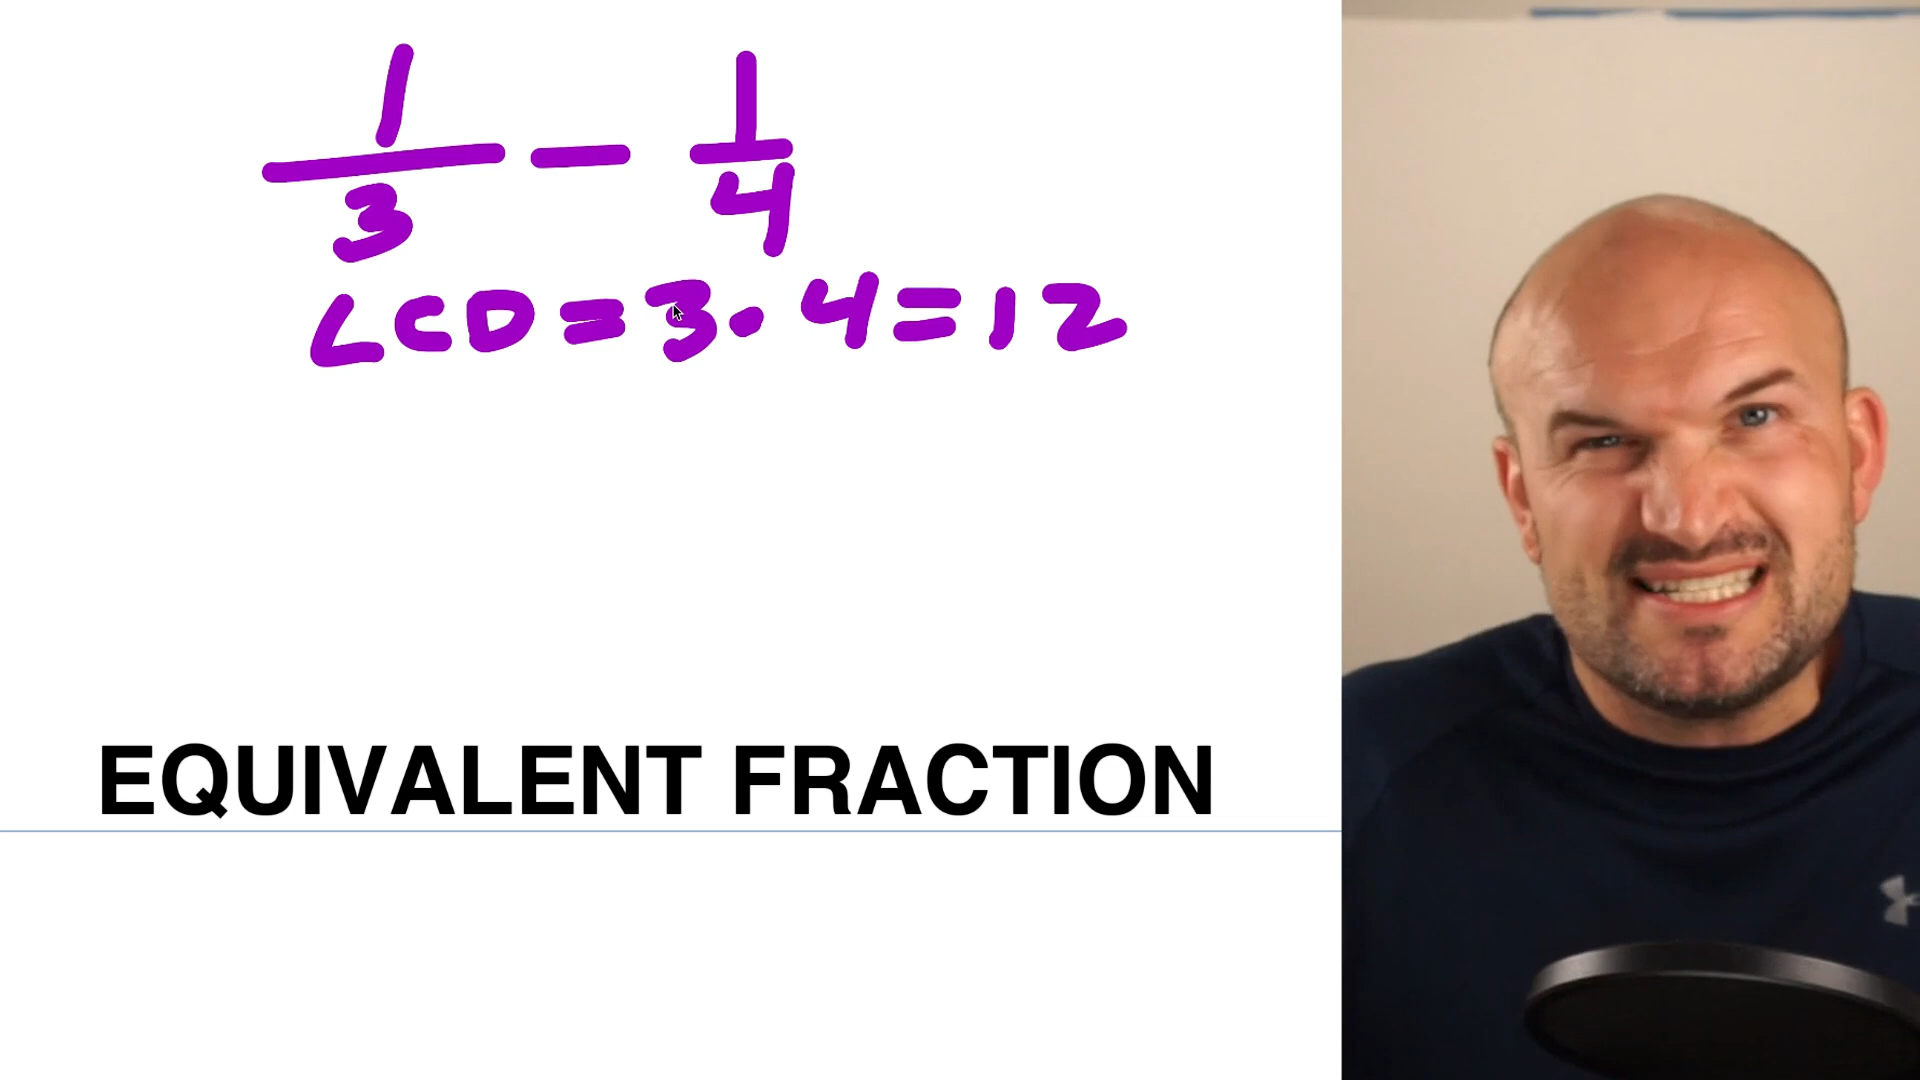 1/3 - 1/4
LCD = 3 · 4 = 12
EQUIVALENT FRACTION